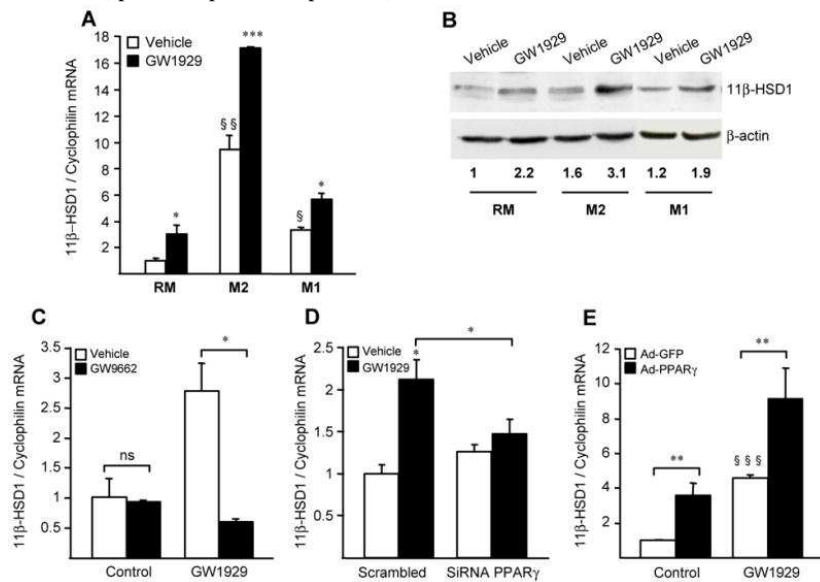 A
11β-HSD1 / Cyclophilin mRNA
18
16
14
12
10
8
6
4
2
Vehicle
GW1929
*
§§
***
§
*
RM M2 M1
B
Vehicle GW1929 Vehicle GW1929 Vehicle GW1929
11β-HSD1
β-actin
1 2.2 1.6 3.1 1.2 1.9
RM M2 M1
C
11β-HSD1 / Cyclophilin mRNA
3.5
3
2.5
2
1.5
1
0.5
Vehicle
GW9662
ns
*
Control GW1929
D
11β-HSD1 / Cyclophilin mRNA
2.5
2
1.5
1
0.5
Vehicle
GW1929
*
*
Scrambled SiRNA PPARγ
E
11β-HSD1 / Cyclophilin mRNA
12
10
8
6
4
2
Ad-GFP
Ad-PPARγ
**
§§§
**
Control GW1929